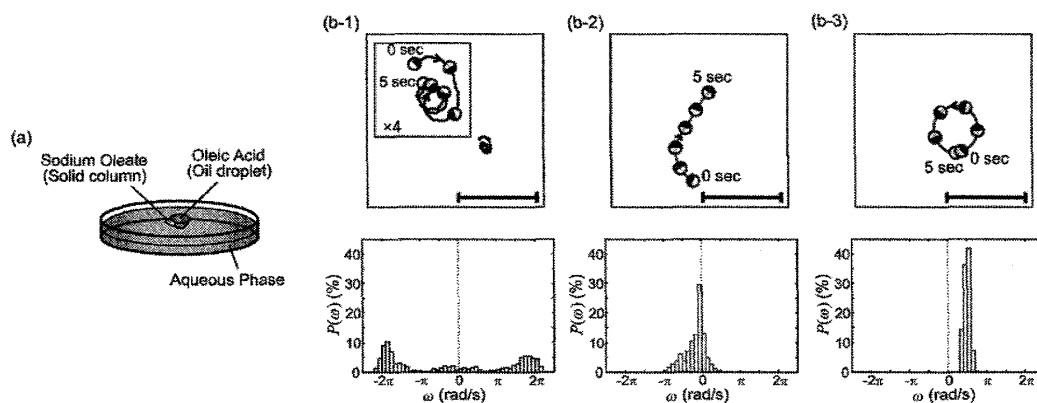 (a)
Sodium Oleate
(Solid column)
Oleic Acid
(Oil droplet)
Aqueous Phase
(b-1)
0 sec
5 sec
×4
(b-2)
5 sec
0 sec
(b-3)
5 sec
0 sec
P(ω) (%)
40
30
20
10
0
-2π -π 0 π 2π
ω (rad/s)
P(ω) (%)
40
30
20
10
0
-2π -π 0 π 2π
ω (rad/s)
P(ω) (%)
40
30
20
10
0
-2π -π 0 π 2π
ω (rad/s)